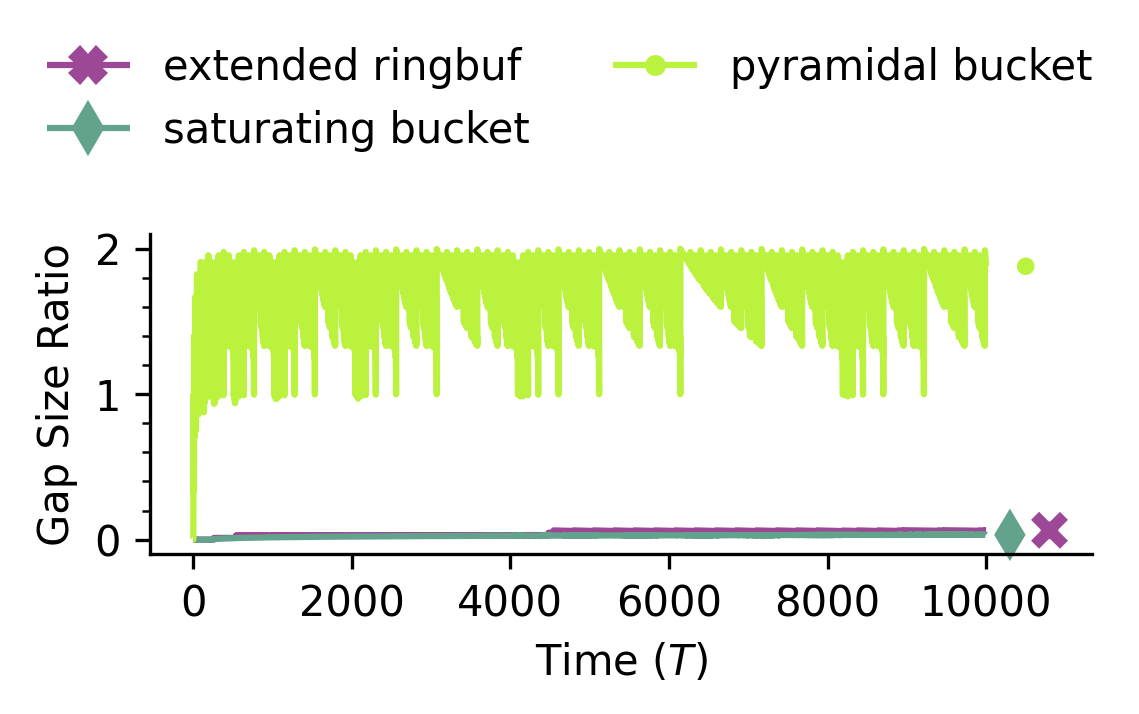 extended ringbuf
saturating bucket
pyramidal bucket
Gap Size Ratio
2
1
0
0 2000 4000 6000 8000 10000
Time (T)